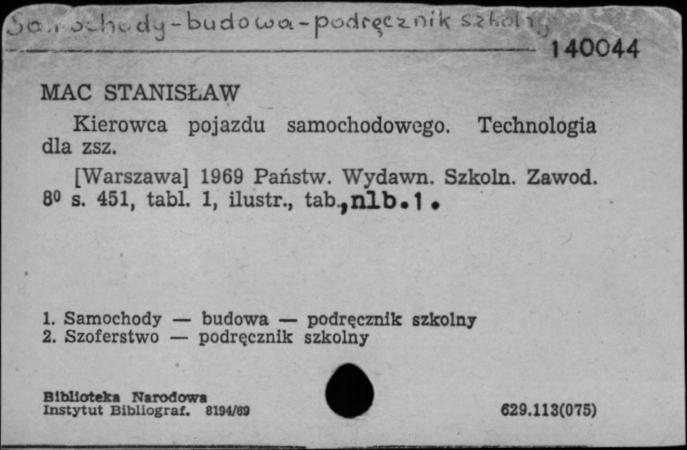 Samochody - budowa - podręcznik szkolny
140044
MAC STANISŁAW
Kierowca pojazdu samochodowego. Technologia
dla zsz.
[Warszawa] 1969 Państw. Wydawn. Szkoln. Zawod.
8⁰ s. 451, tabl. 1, ilustr., tab., nlb. 1.
1. Samochody — budowa — podręcznik szkolny
2. Szoferstwo — podręcznik szkolny
Biblioteka Narodowa
Instytut Bibliograf. 8194/69
629.113(075)